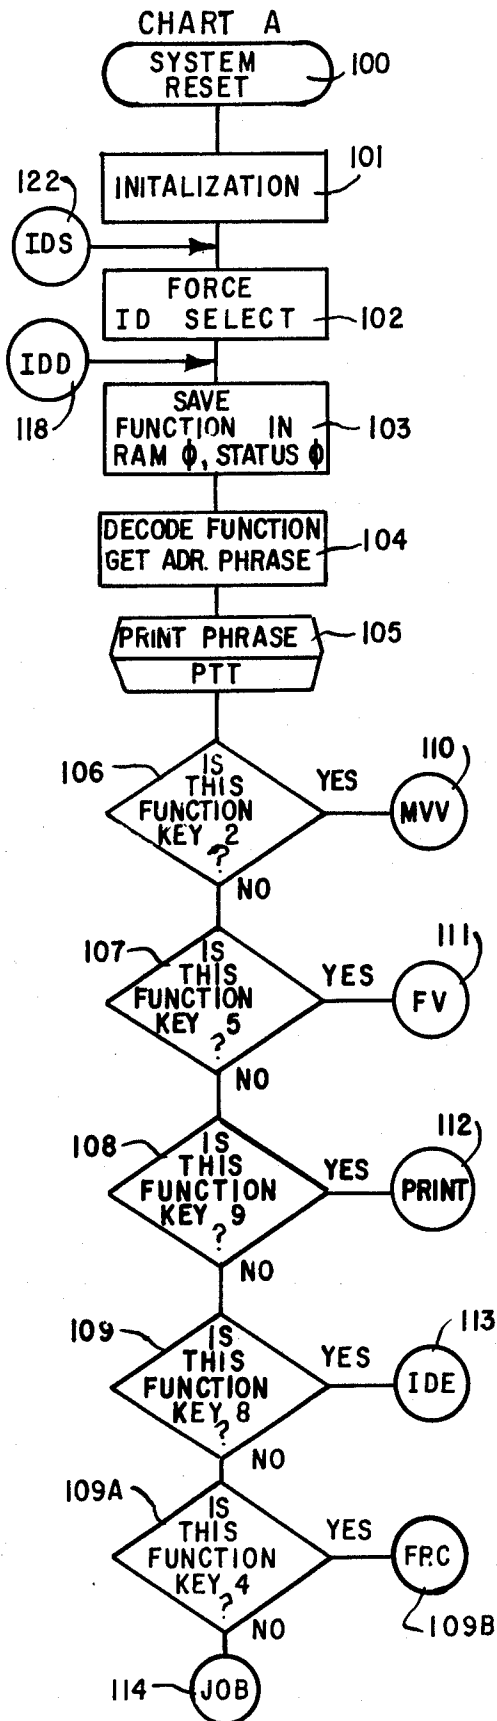 CHART A
SYSTEM
RESET
100
INITALIZATION
101
122
IDS
FORCE
ID SELECT
102
IDD
118
SAVE
FUNCTION IN
RAM ϕ, STATUS ϕ
103
DECODE FUNCTION
GET ADR. PHRASE
104
PRINT PHRASE
105
PTT
106
IS
THIS
FUNCTION
KEY 2
?
YES
110
MVV
NO
107
IS
THIS
FUNCTION
KEY 5
?
YES
111
FV
NO
108
IS
THIS
FUNCTION
KEY 9
?
YES
112
PRINT
NO
109
IS
THIS
FUNCTION
KEY 8
?
YES
113
IDE
NO
109A
IS
THIS
FUNCTION
KEY 4
?
YES
FRC
109B
NO
114
JOB